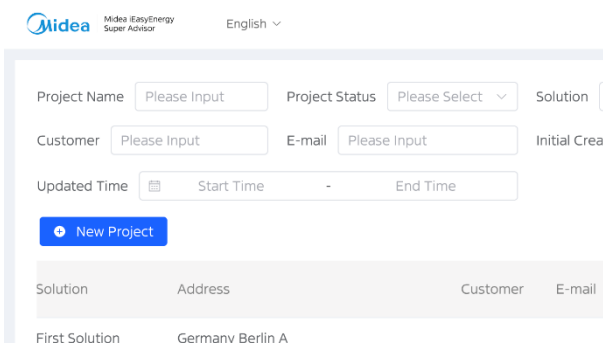 Midea Midea iEasyEnergy
Super Advisor
English
Project Name Please Input Project Status Please Select Solution
Customer Please Input E-mail Please Input Initial Crea
Updated Time Start Time - End Time
New Project
Solution Address Customer E-mail
First Solution Germany Berlin A